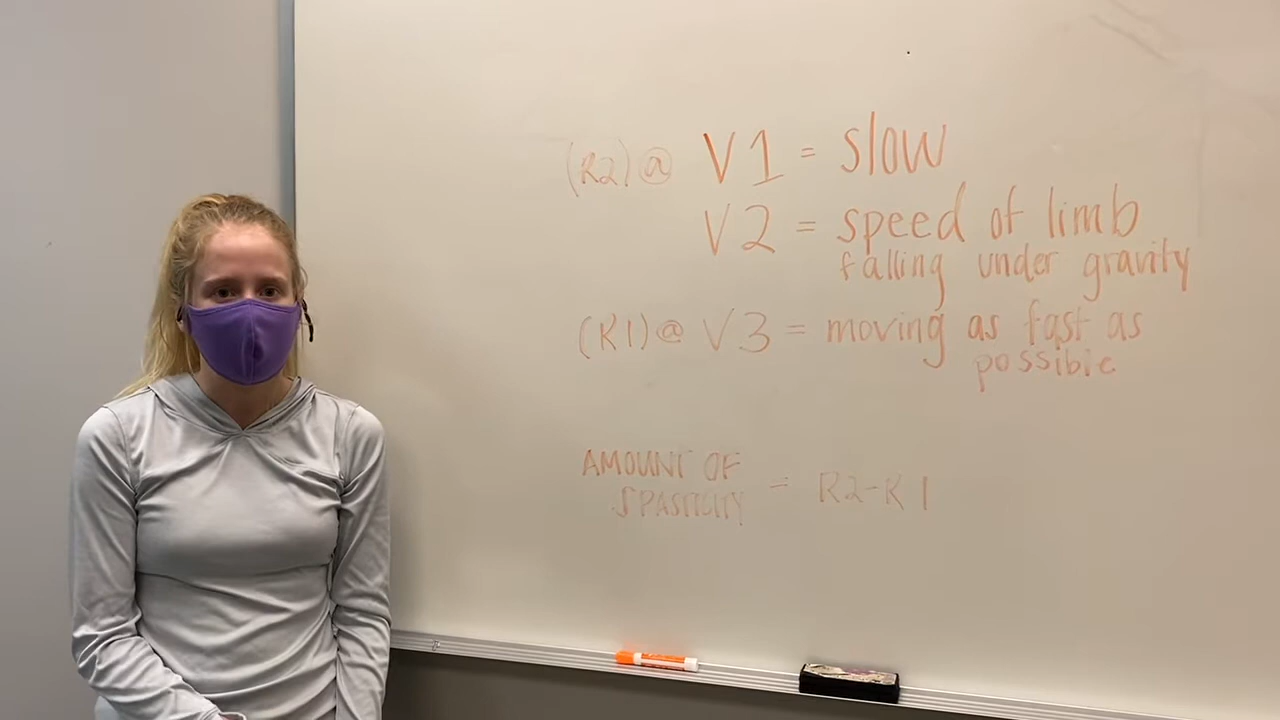 (R2)@ V1 = slow
V2 = speed of limb
falling under gravity
(R1)@ V3 = moving as fast as
possible
AMOUNT OF
SPASTICITY = R2-R1